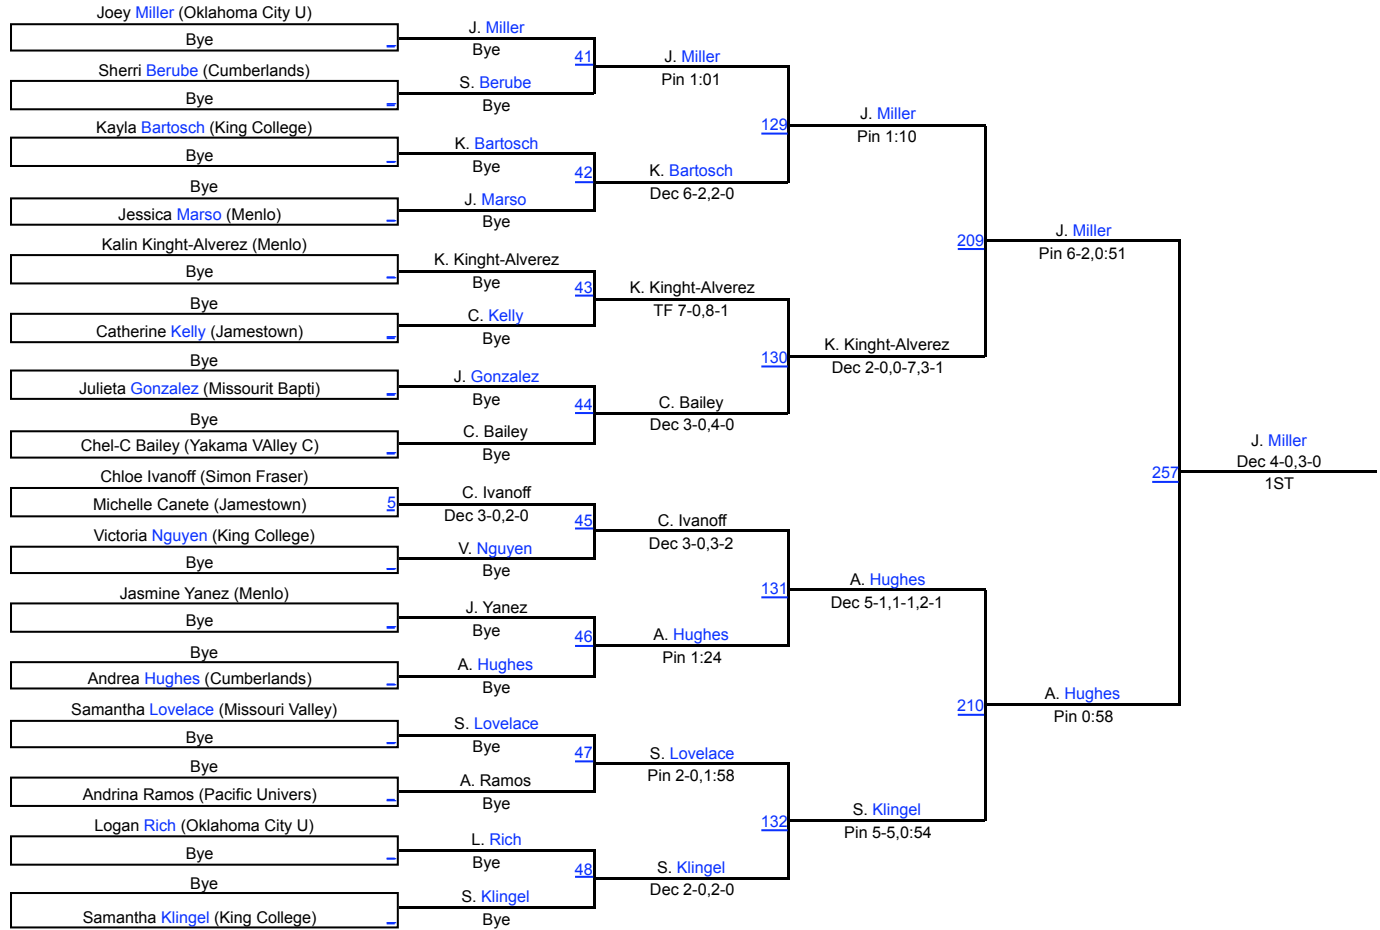 Joey Miller (Oklahoma City U)
Bye
Sherri Berube (Cumberlands)
Bye
Kayla Bartosch (King College)
Bye
Bye
Jessica Marso (Menlo)
Kalin Kinght-Alverez (Menlo)
Bye
Bye
Catherine Kelly (Jamestown)
Bye
Julieta Gonzalez (Missourit Bapti)
Bye
Chel-C Bailey (Yakama VAlley C)
Chloe Ivanoff (Simon Fraser)
Michelle Canete (Jamestown)
5
Victoria Nguyen (King College)
Bye
Jasmine Yanez (Menlo)
Bye
Bye
Andrea Hughes (Cumberlands)
Samantha Lovelace (Missouri Valley)
Bye
Bye
Andrina Ramos (Pacific Univers)
Logan Rich (Oklahoma City U)
Bye
Bye
Samantha Klingel (King College)
J. Miller
Bye
41
S. Berube
Bye
K. Bartosch
Bye
42
J. Marso
Bye
K. Kinght-Alverez
Bye
43
C. Kelly
Bye
J. Gonzalez
Bye
44
C. Bailey
Bye
C. Ivanoff
Dec 3-0,2-0
45
V. Nguyen
Bye
J. Yanez
Bye
46
A. Hughes
Bye
S. Lovelace
Bye
47
A. Ramos
Bye
L. Rich
Bye
48
S. Klingel
Bye
J. Miller
Pin 1:01
129
K. Bartosch
Dec 6-2,2-0
K. Kinght-Alverez
TF 7-0,8-1
130
C. Bailey
Dec 3-0,4-0
C. Ivanoff
Dec 3-0,3-2
131
A. Hughes
Pin 1:24
S. Lovelace
Pin 2-0,1:58
132
S. Klingel
Dec 2-0,2-0
J. Miller
Pin 1:10
209
K. Kinght-Alverez
Dec 2-0,0-7,3-1
A. Hughes
Dec 5-1,1-1,2-1
210
S. Klingel
Pin 5-5,0:54
J. Miller
Pin 6-2,0:51
257
A. Hughes
Pin 0:58
J. Miller
Dec 4-0,3-0
1ST